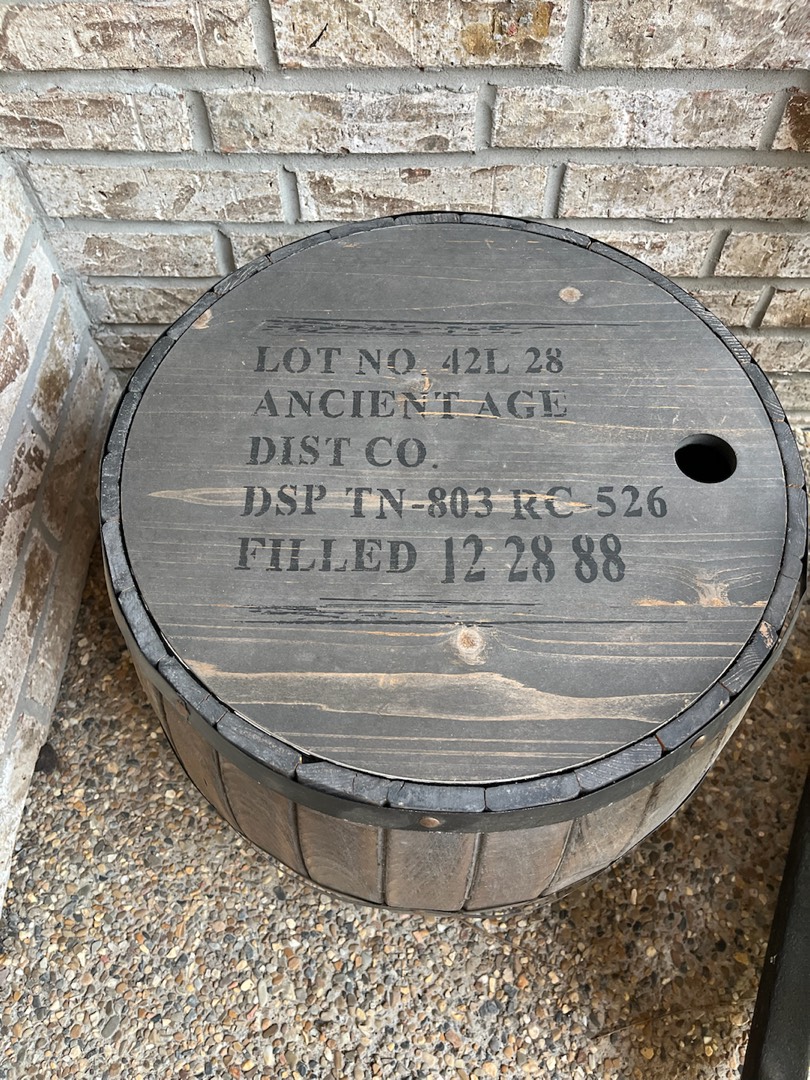 LOT NO. 42L 28
ANCIENT AGE
DIST CO.
DSP TN-803 RC-526
FILLED 12 28 88